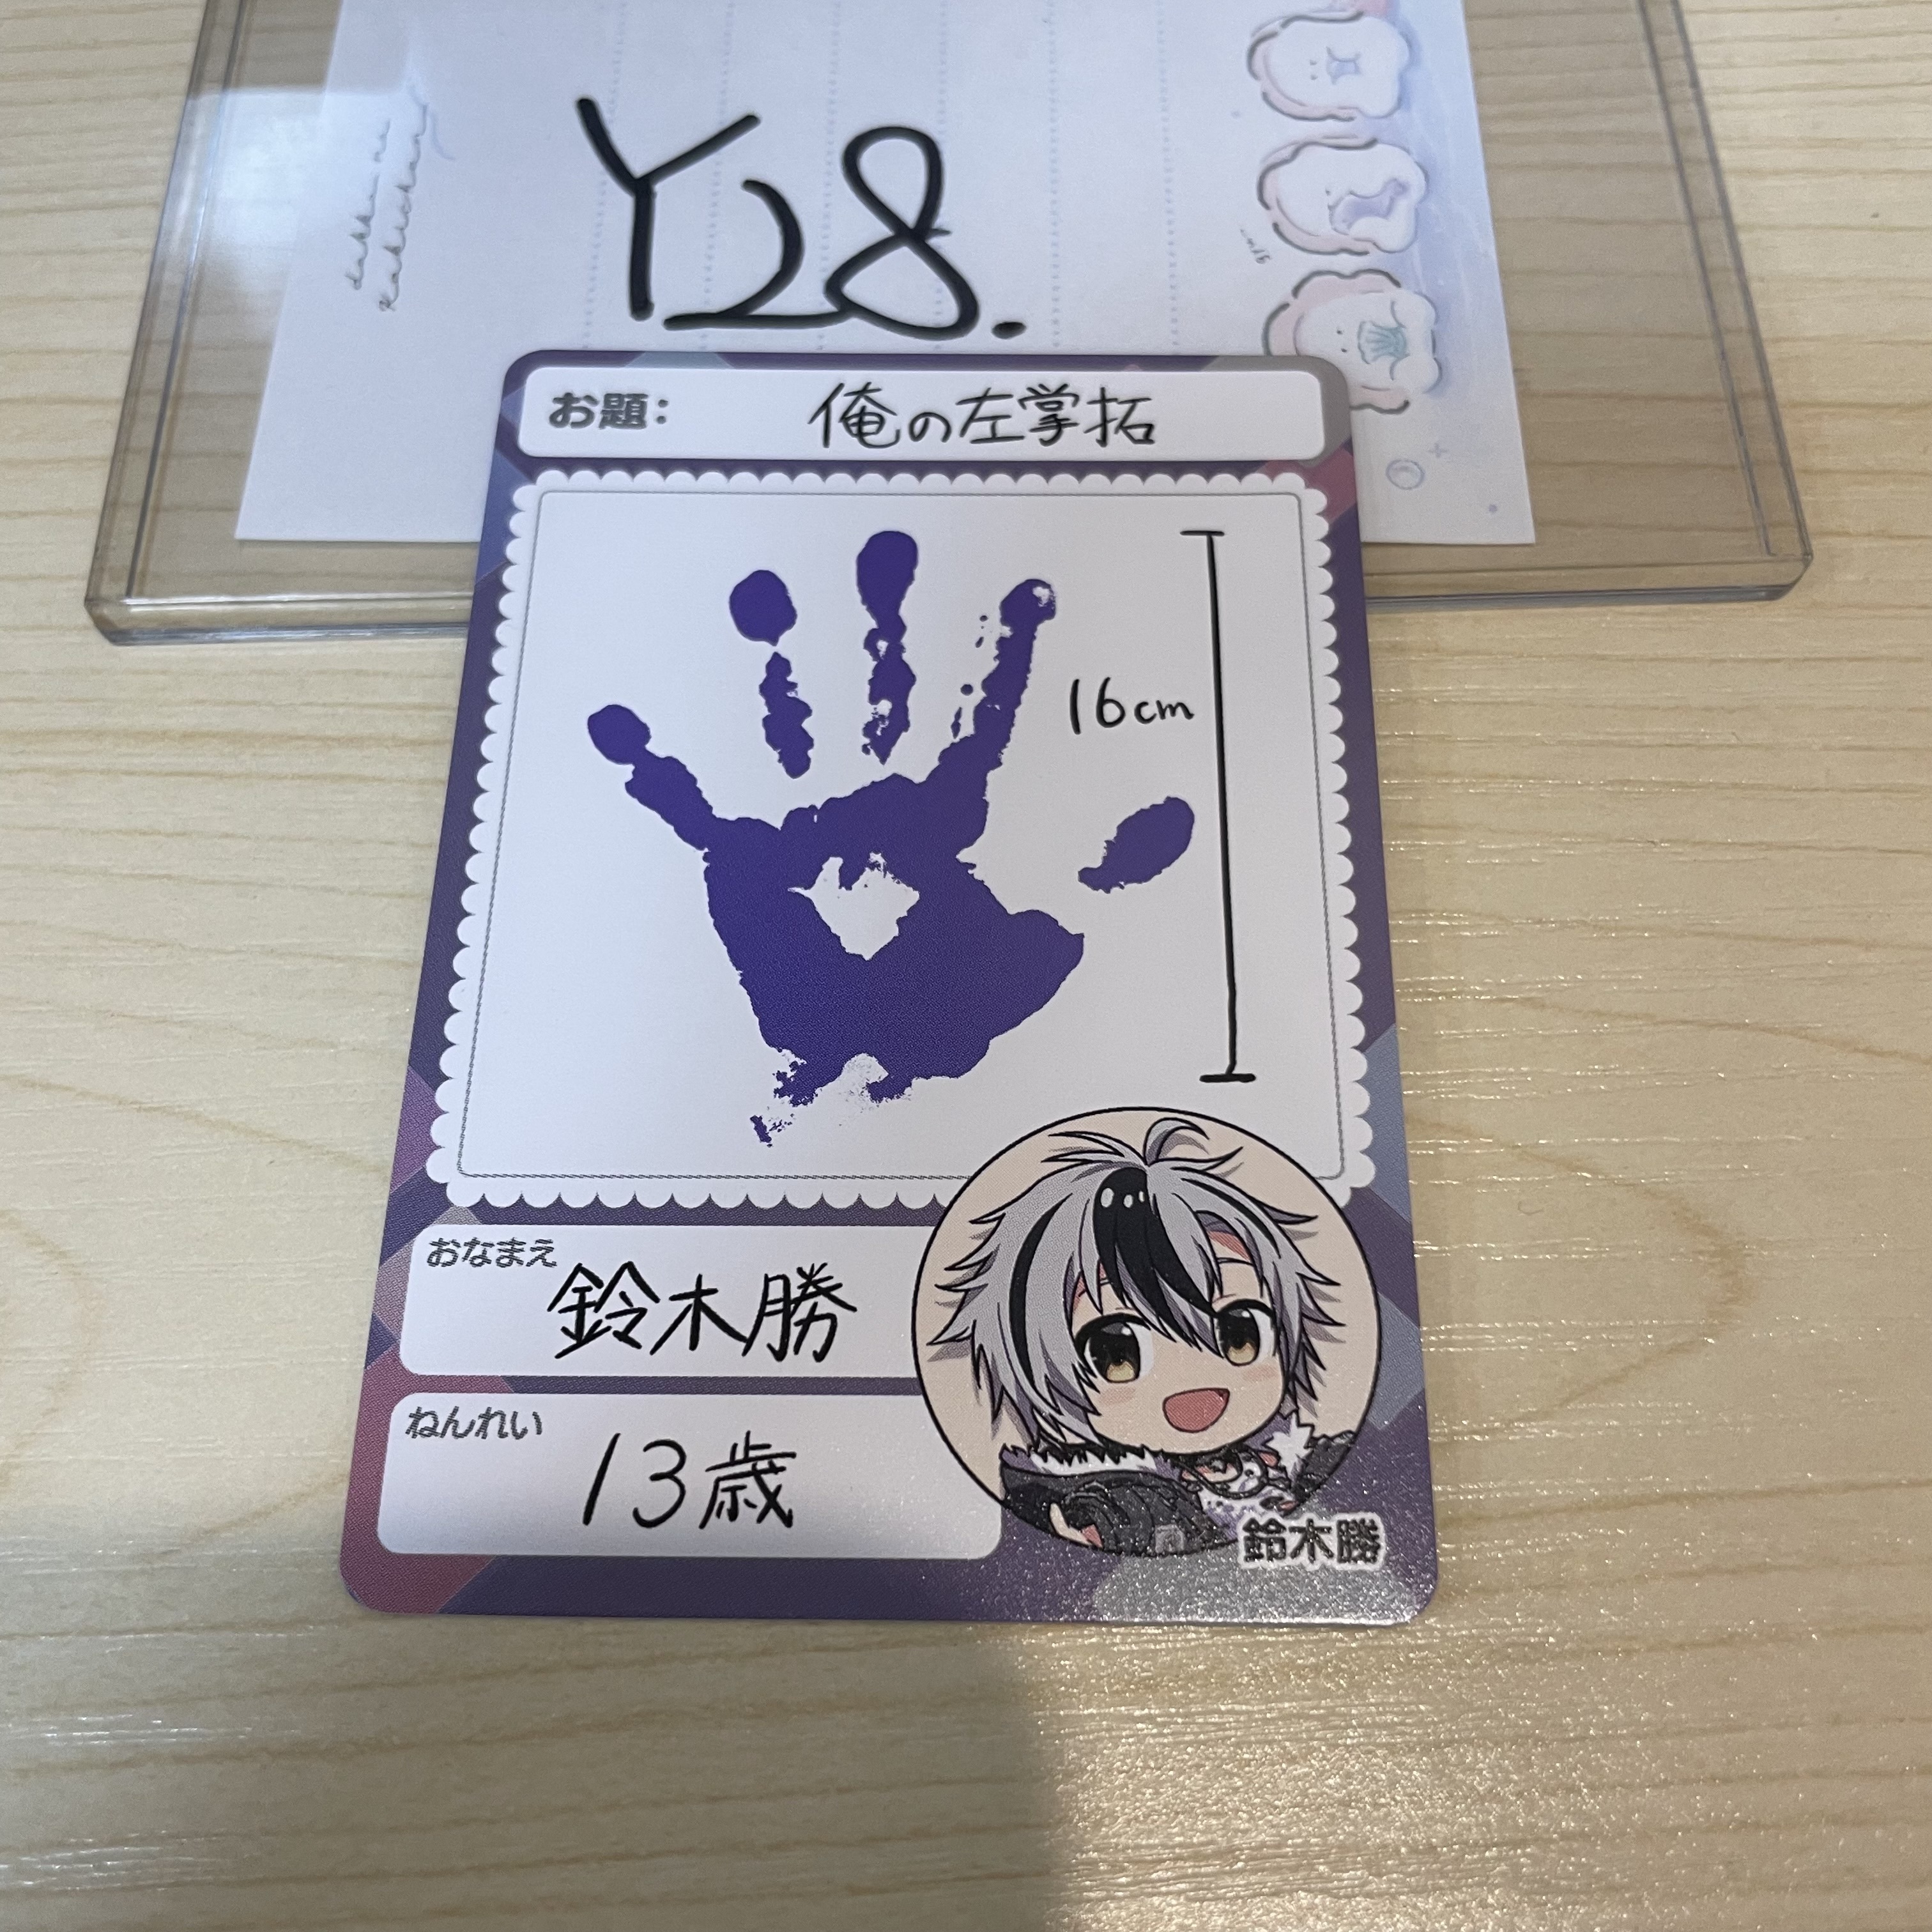 Y28.
お題: 俺の左掌拓
16cm
おなまえ
鈴木勝
ねんれい
13歳
鈴木勝